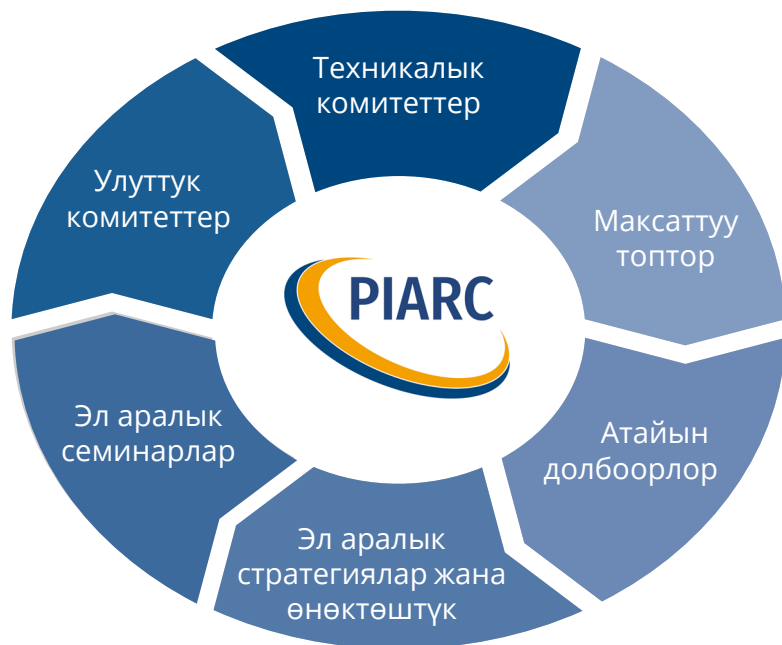 Техникалык
комитеттер
Максаттуу
топтор
Атайын
долбоорлор
Эл аралык
стратегиялар жана
өнөктөштүк
Эл аралык
семинарлар
Улуттук
комитеттер
PIARC